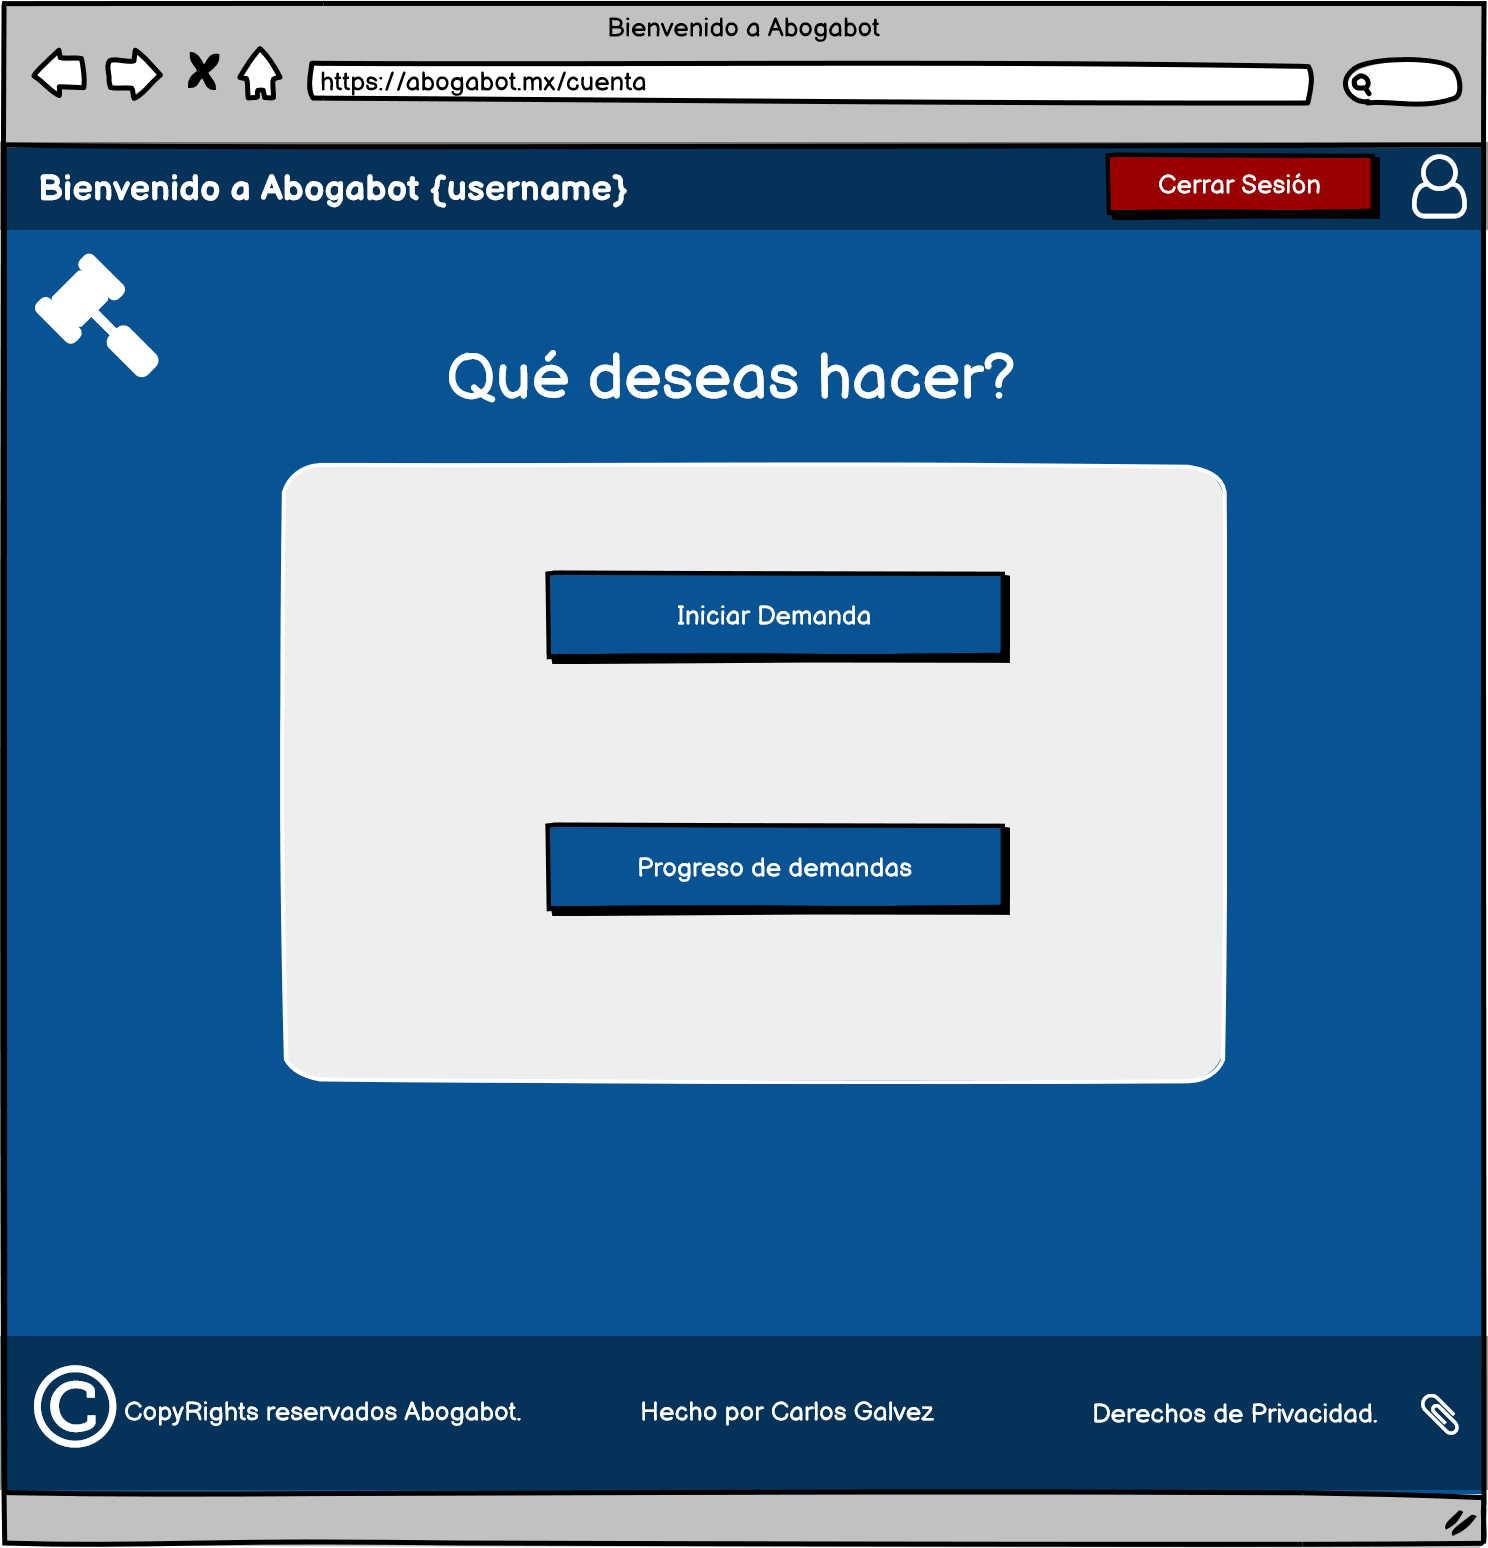 Bienvenido a Abogabot
https://abogabot.mx/cuenta
Bienvenido a Abogabot {username}
Cerrar Sesión
Qué deseas hacer?
Iniciar Demanda
Progreso de demandas
© CopyRights reservados Abogabot.
Hecho por Carlos Galvez
Derechos de Privacidad.